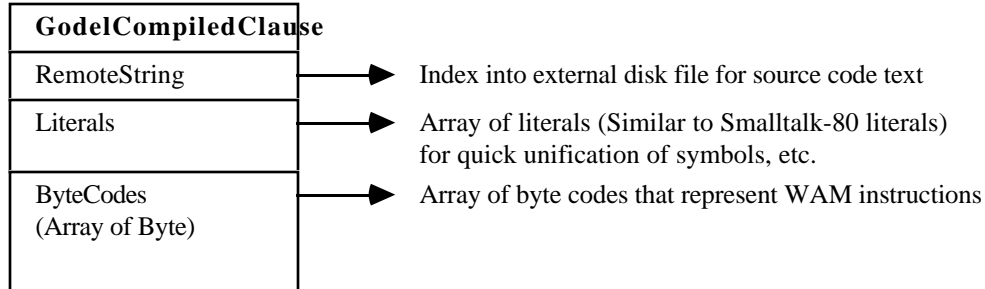 GodelCompiledClause
RemoteString
Index into external disk file for source code text
Literals
Array of literals (Similar to Smalltalk-80 literals)
for quick unification of symbols, etc.
ByteCodes
Array of byte codes that represent WAM instructions
(Array of Byte)